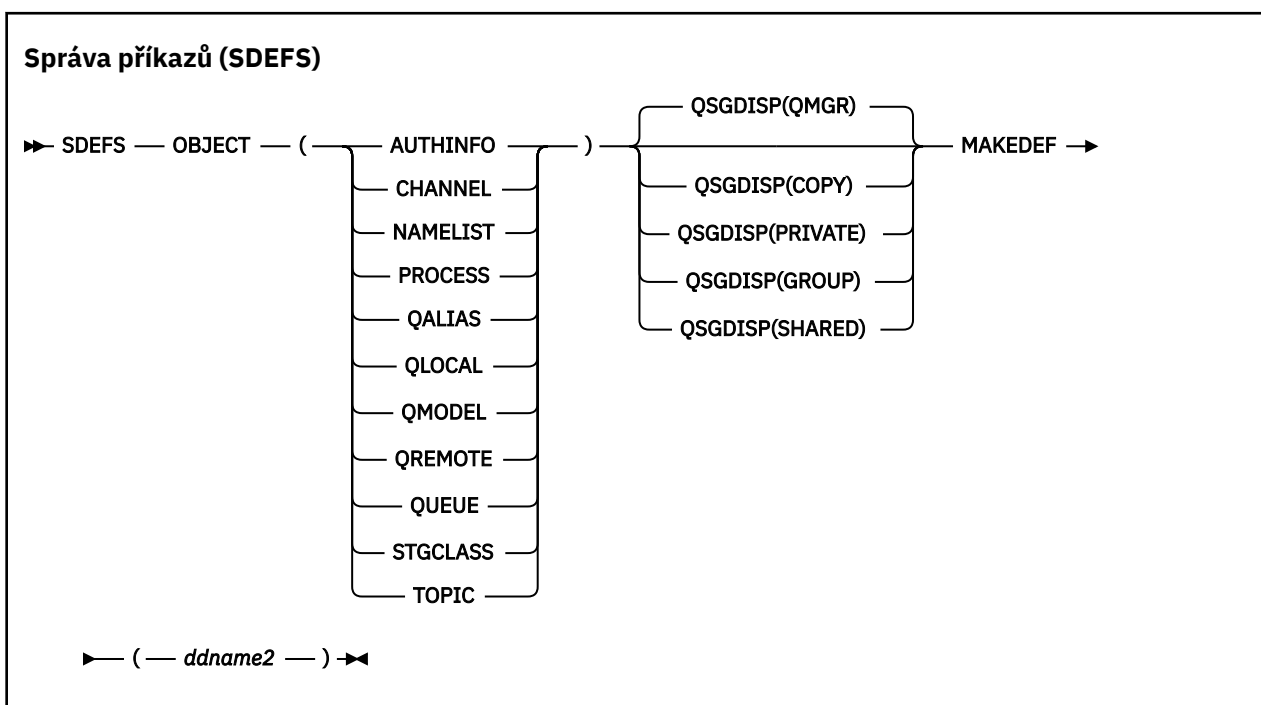 Správa příkazů (SDEFS)
QSGDISP(QMGR)
SDEFS OBJECT ( AUTHINFO ) MAKEDEF
CHANNEL QSGDISP(COPY)
NAMELIST QSGDISP(PRIVATE)
PROCESS QSGDISP(GROUP)
QALIAS QSGDISP(SHARED)
QLOCAL
QMODEL
QREMOTE
QUEUE
STGCLASS
TOPIC
( ddname2 )